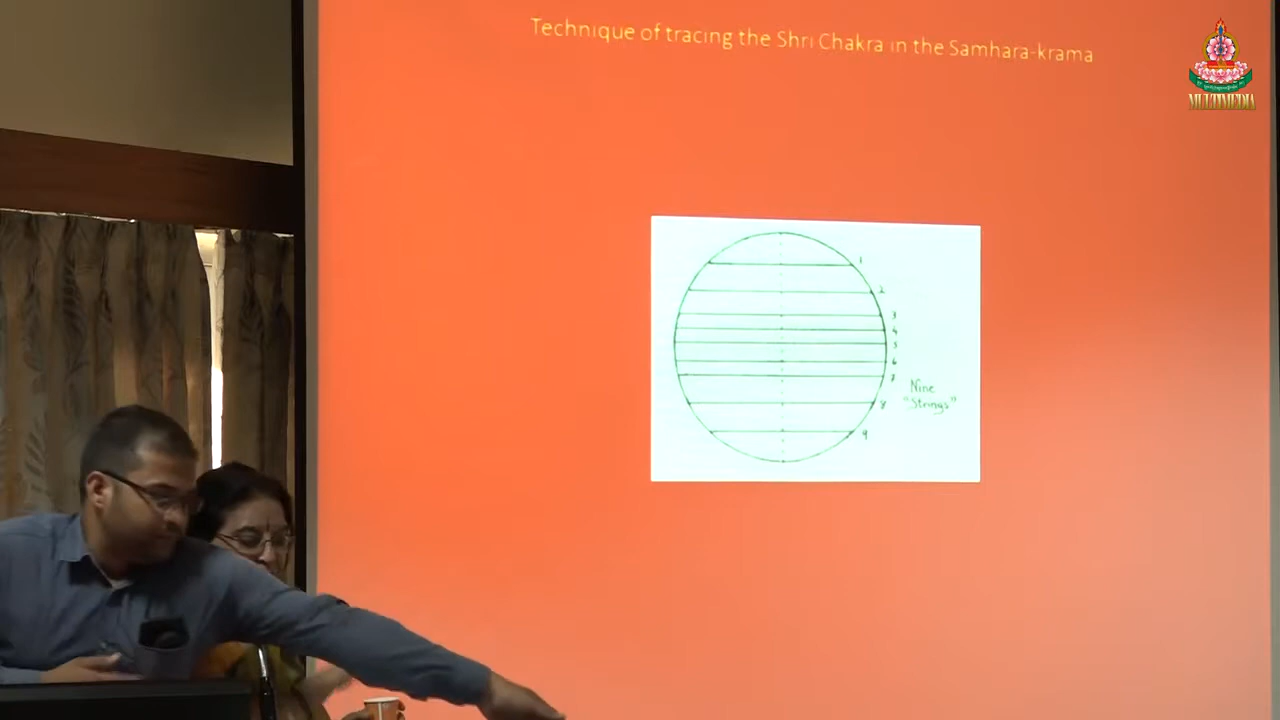 Technique of tracing the Shri Chakra in the Samhara-krama
MULTIMEDIA
1
2
3
4
5
6
7
Nine
"Strings"
8
9